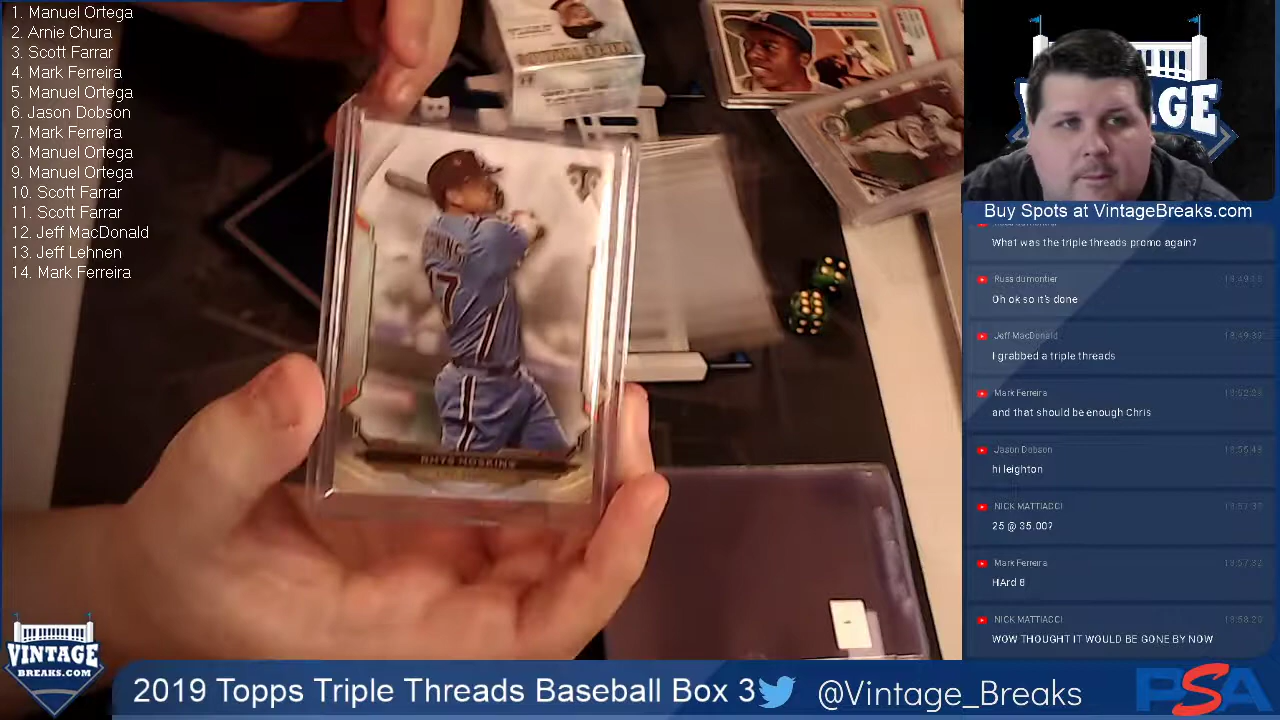 1. Manuel Ortega
2. Arnie Chura
3. Scott Farrar
4. Mark Ferreira
5. Manuel Ortega
6. Jason Dobson
7. Mark Ferreira
8. Manuel Ortega
9. Manuel Ortega
10. Scott Farrar
11. Scott Farrar
12. Jeff MacDonald
13. Jeff Lehnen
14. Mark Ferreira
17
RHYS HOSKINS
VINTAGE
Buy Spots at VintageBreaks.com
What was the triple threads promo again?
Russ dumontier
Oh ok so it's done
Jeff MacDonald
I grabbed a triple threads
Mark Ferreira
and that should be enough Chris
Jason Dobson
hi leighton
NICK MATTIACCI
25 @ 35.00?
Mark Ferreira
HArd 8
NICK MATTIACCI
WOW THOUGHT IT WOULD BE GONE BY NOW
VINTAGE
BREAKS.COM
2019 Topps Triple Threads Baseball Box 3
@Vintage_Breaks
PSA